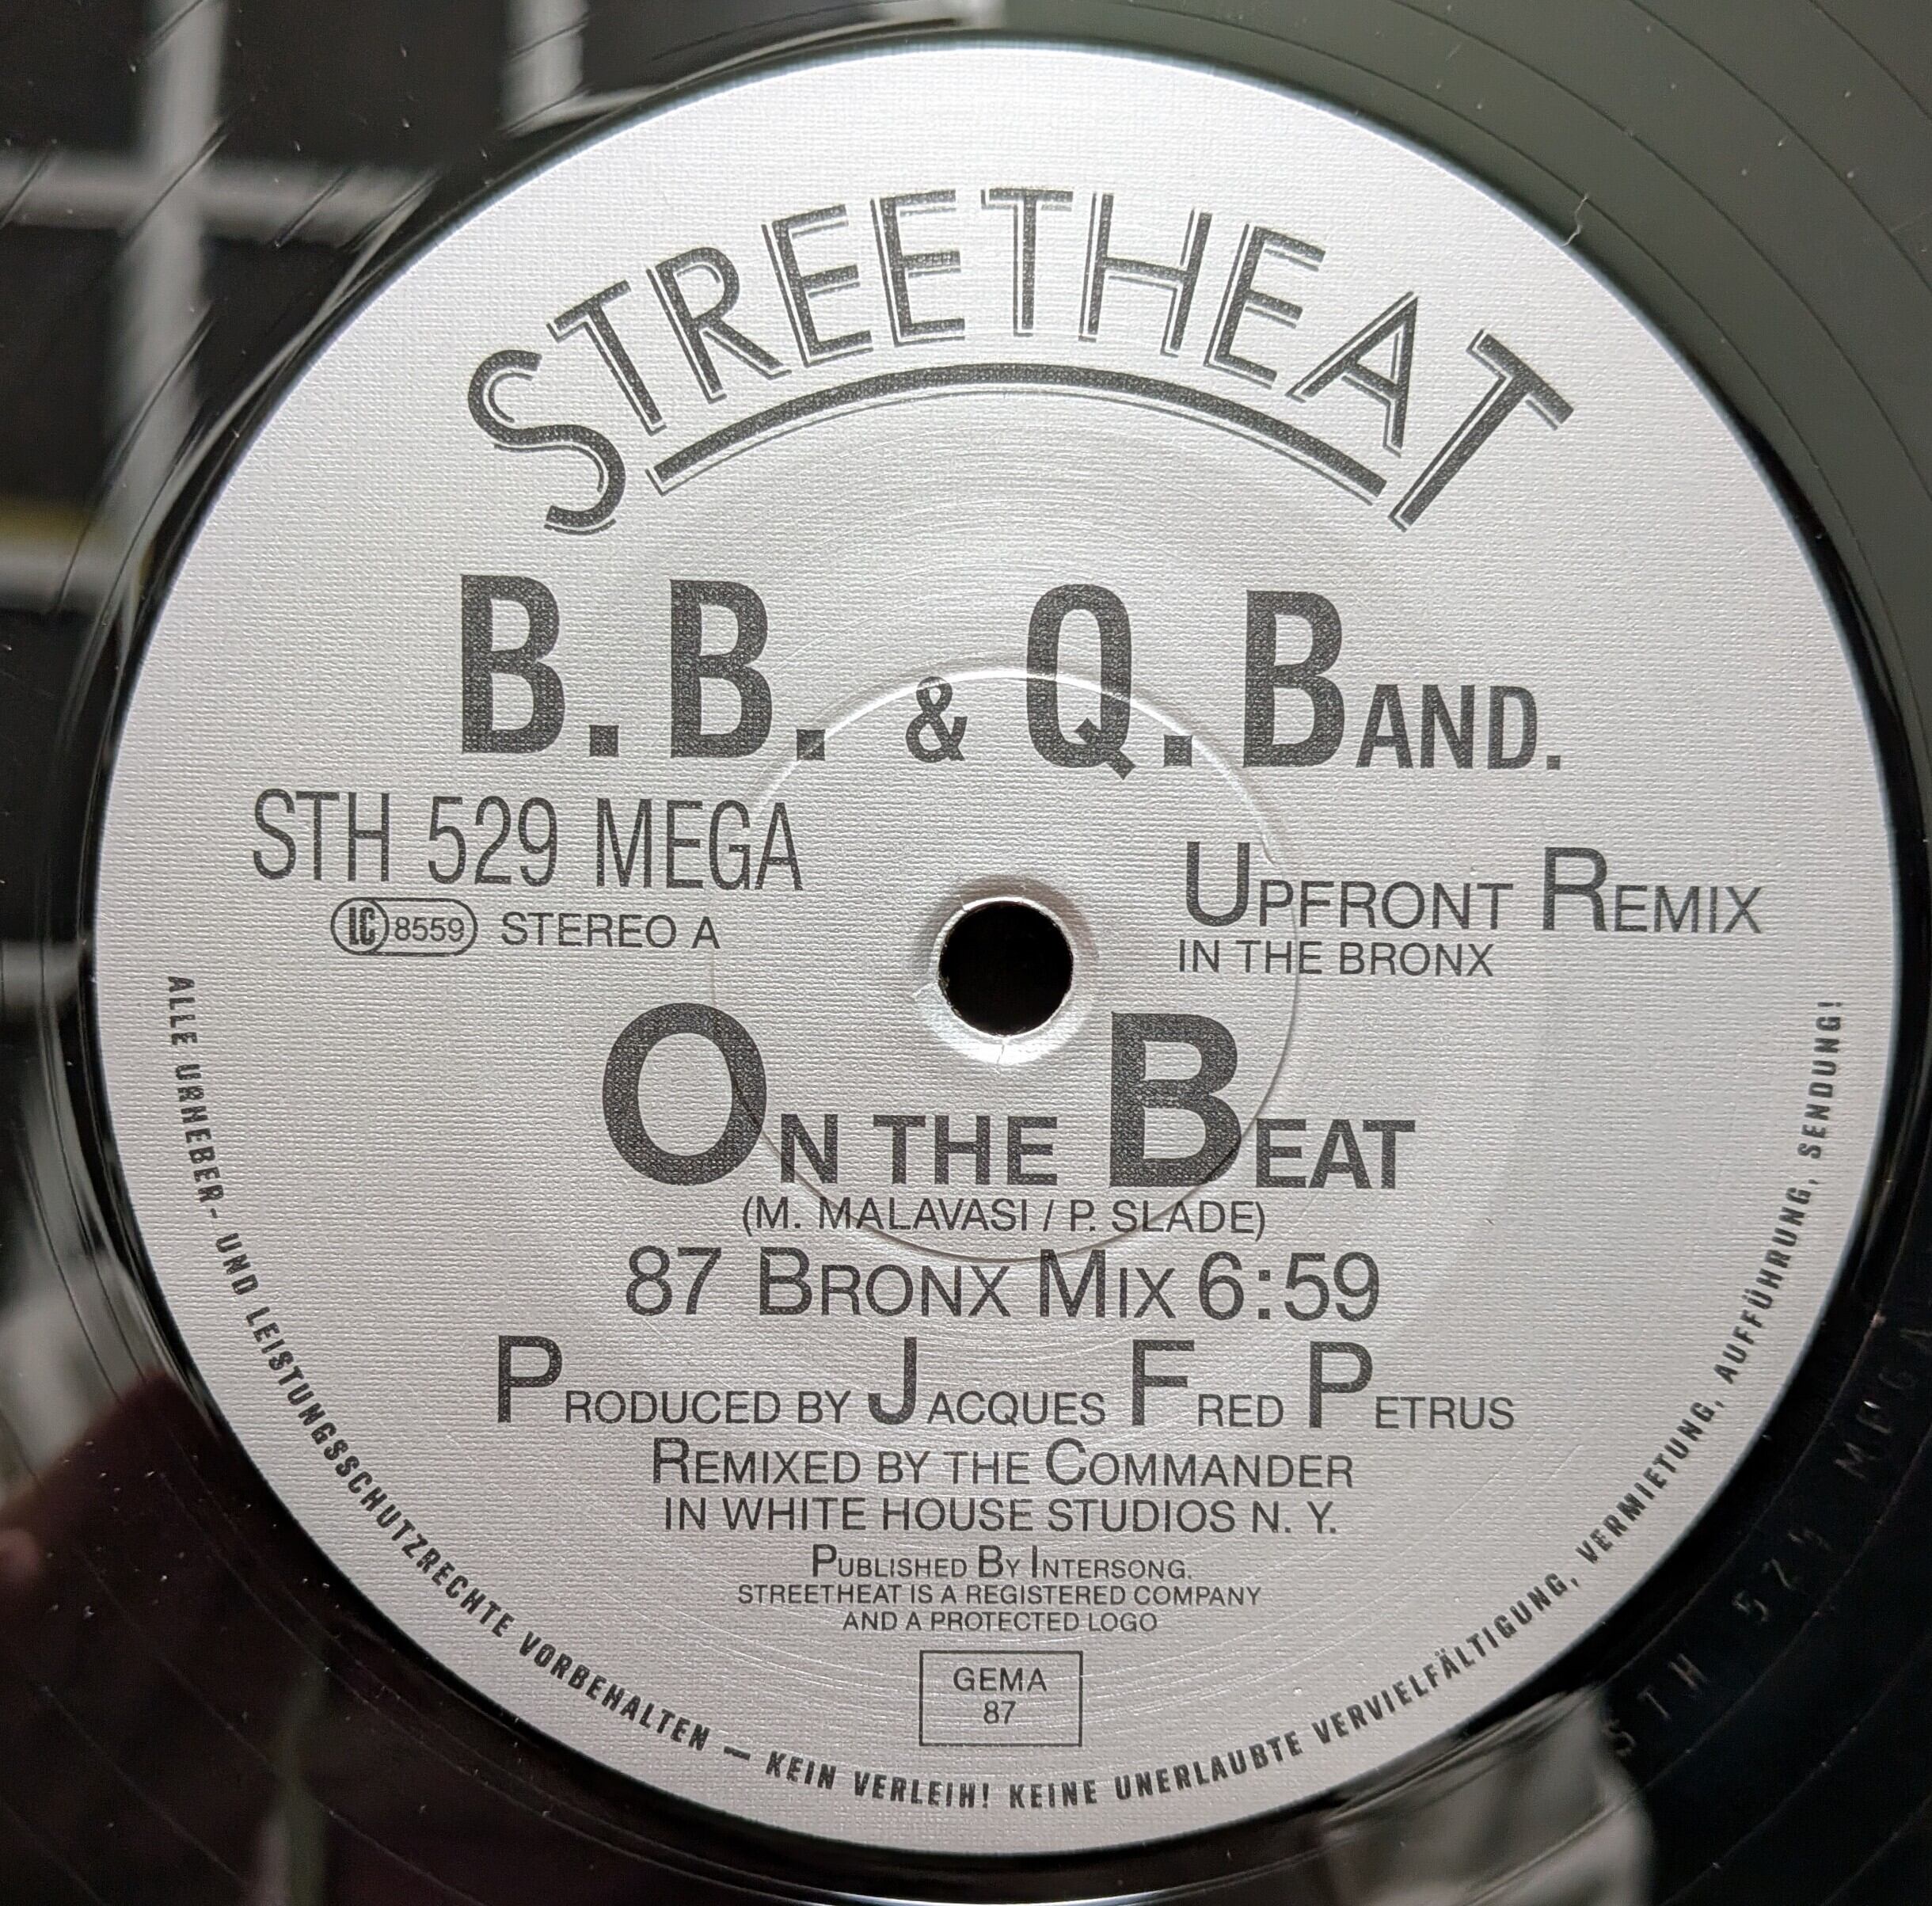 STREETHEAT
B. B. & Q. BAND.
STH 529 MEGA
LC 8559 STEREO A
UPFRONT REMIX
IN THE BRONX
ON THE BEAT
(M. MALAVASI / P. SLADE)
87 BRONX MIX 6:59
PRODUCED BY JACQUES FRED PETRUS
REMIXED BY THE COMMANDER
IN WHITE HOUSE STUDIOS N. Y.
PUBLISHED BY INTERSONG.
STREETHEAT IS A REGISTERED COMPANY
AND A PROTECTED LOGO
GEMA
87
ALLE URHEBER- UND LEISTUNGSSCHUTZRECHTE VORBEHALTEN – KEIN VERLEIH! KEINE UNERLAUBTE VERVIELFÄLTIGUNG, VERMIETUNG, AUFFÜHRUNG, SENDUNG!
STH 529 MEGA